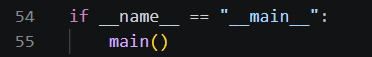 54 if __name__ == "__main__":
55     main()